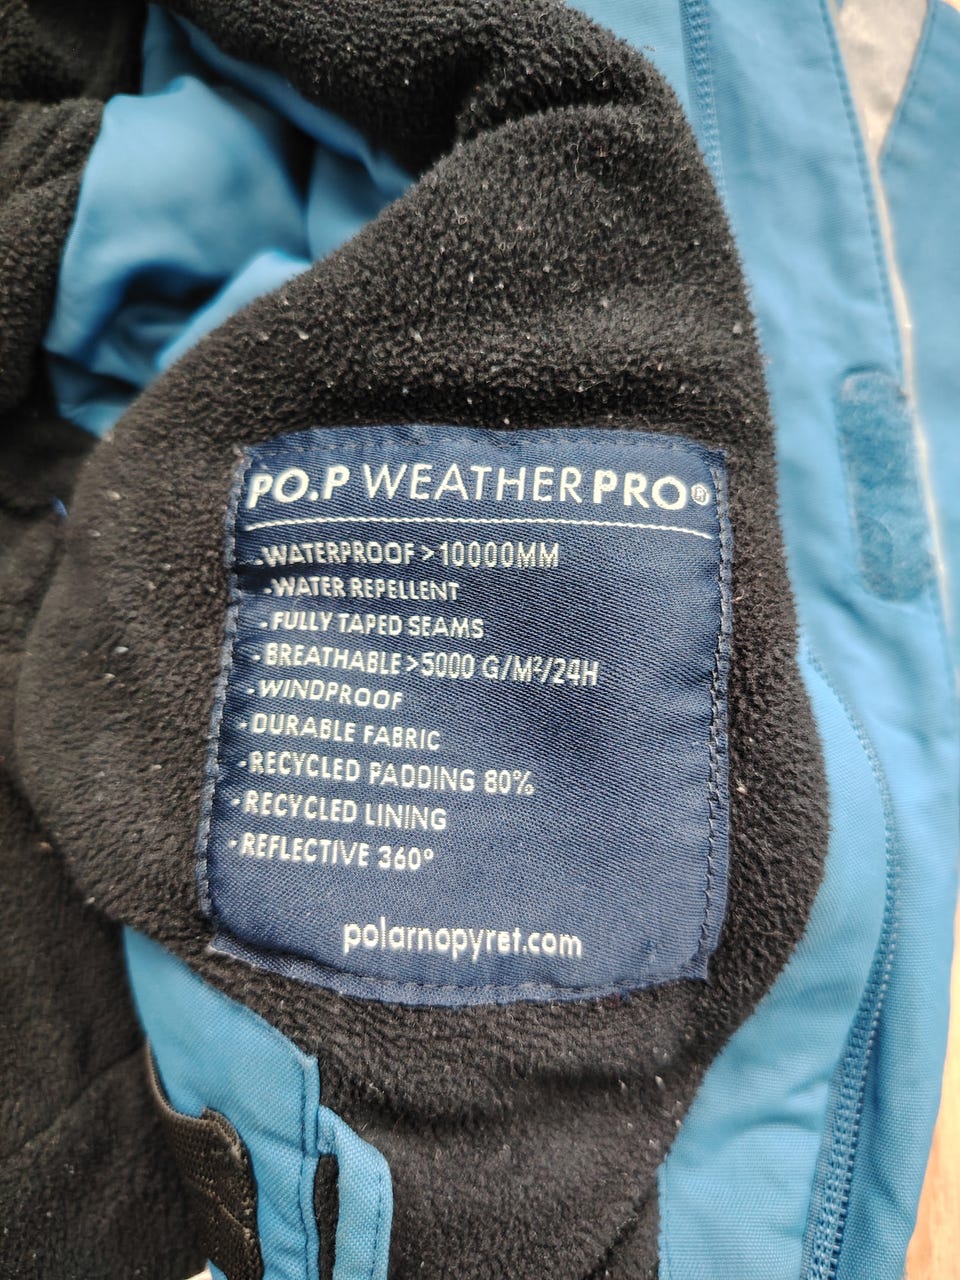 PO.P WEATHER PRO®
-WATERPROOF >10000MM
-WATER REPELLENT
-FULLY TAPED SEAMS
-BREATHABLE >5000 G/M²/24H
-WINDPROOF
-DURABLE FABRIC
-RECYCLED PADDING 80%
-RECYCLED LINING
-REFLECTIVE 360°
polarnopyret.com